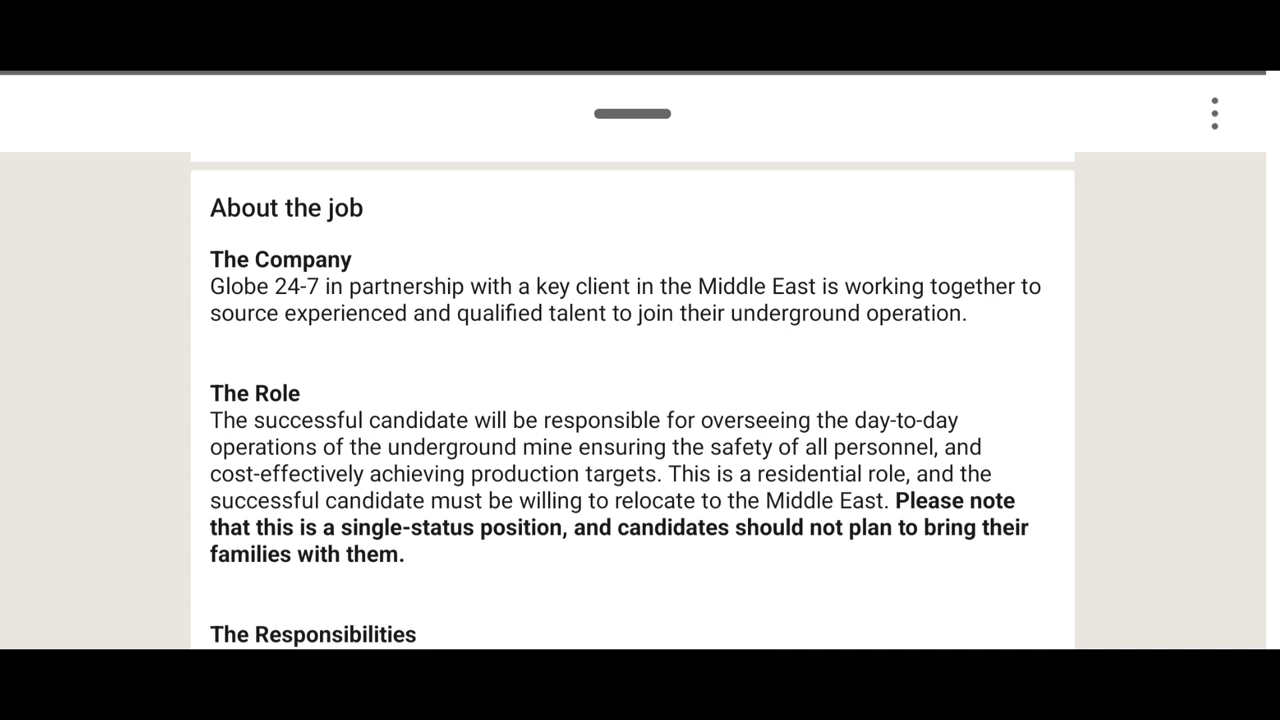 About the job
The Company
Globe 24-7 in partnership with a key client in the Middle East is working together to
source experienced and qualified talent to join their underground operation.
The Role
The successful candidate will be responsible for overseeing the day-to-day
operations of the underground mine ensuring the safety of all personnel, and
cost-effectively achieving production targets. This is a residential role, and the
successful candidate must be willing to relocate to the Middle East. Please note
that this is a single-status position, and candidates should not plan to bring their
families with them.
The Responsibilities